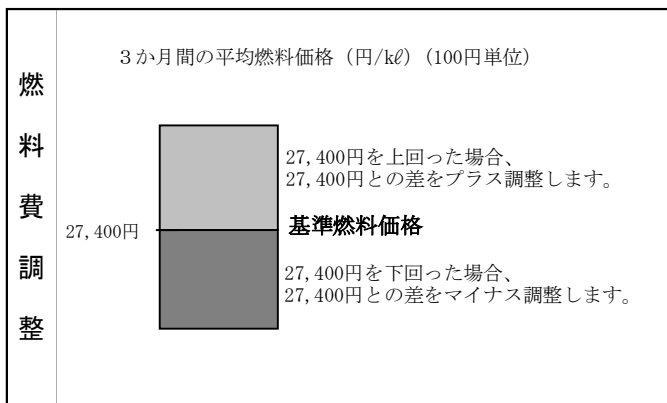 燃料費調整
３か月間の平均燃料価格（円/kℓ）（100円単位）
27,400円を上回った場合、
27,400円との差をプラス調整します。
27,400円
基準燃料価格
27,400円を下回った場合、
27,400円との差をマイナス調整します。